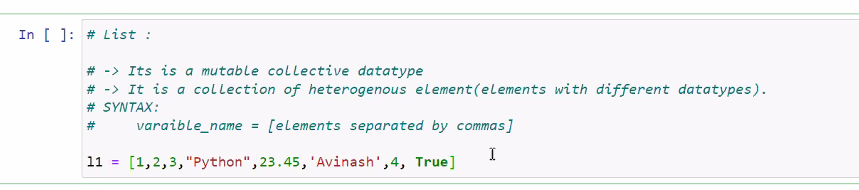 In [ ]: # List :
# -> Its is a mutable collective datatype
# -> It is a collection of heterogenous element(elements with different datatypes).
# SYNTAX:
#     varaible_name = [elements separated by commas]
l1 = [1,2,3,"Python",23.45,'Avinash',4, True]